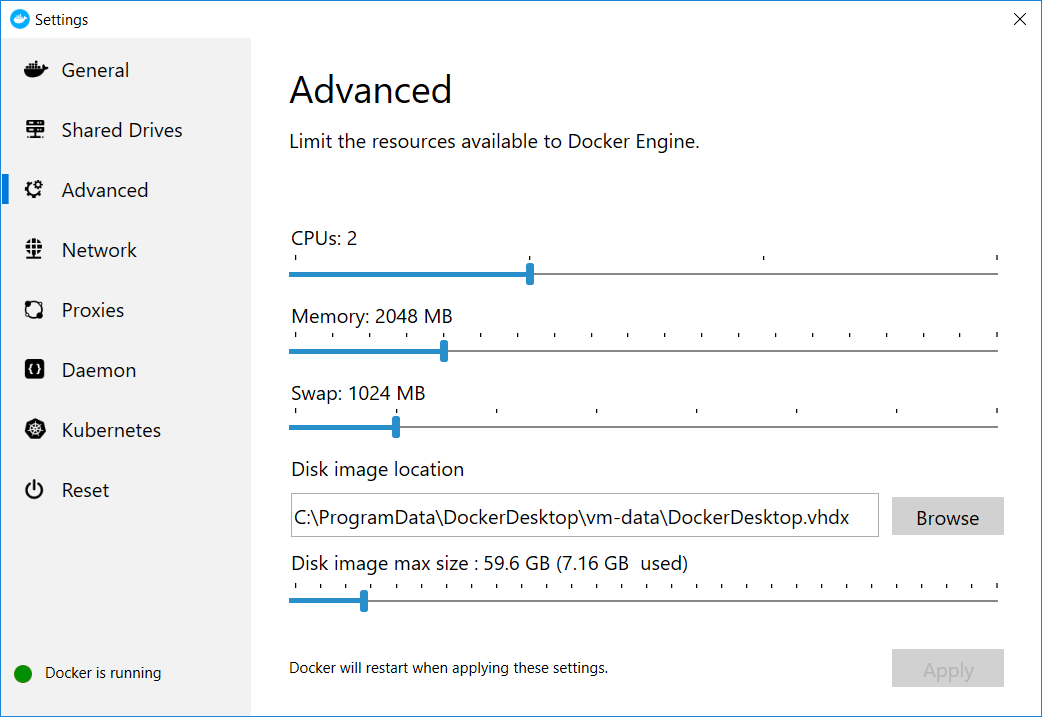 Settings
General
Shared Drives
Advanced
Network
Proxies
Daemon
Kubernetes
Reset
Docker is running
Advanced
Limit the resources available to Docker Engine.
CPUs: 2
Memory: 2048 MB
Swap: 1024 MB
Disk image location
C:\ProgramData\DockerDesktop\vm-data\DockerDesktop.vhdx
Browse
Disk image max size : 59.6 GB (7.16 GB  used)
Docker will restart when applying these settings.
Apply